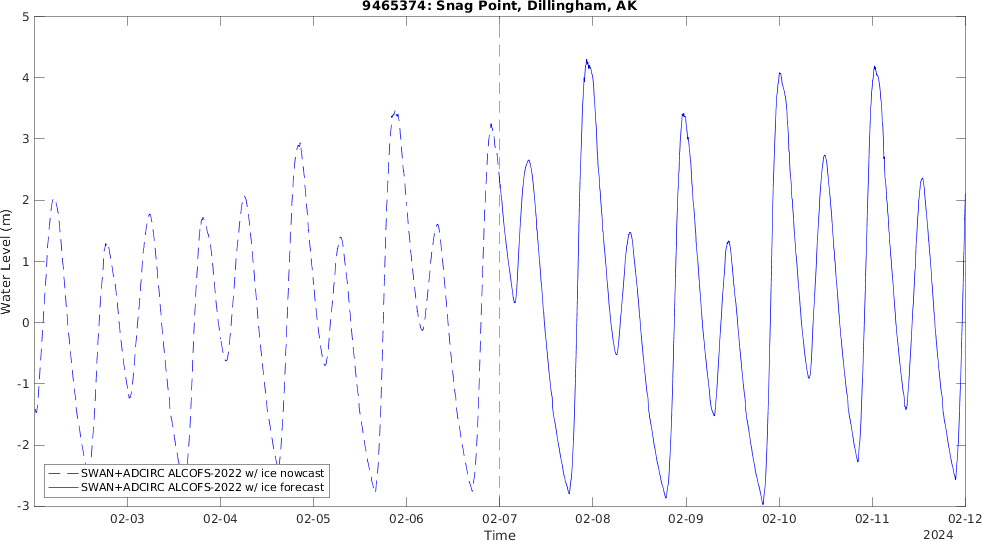 9465374: Snag Point, Dillingham, AK
Water Level (m)
5
4
3
2
1
0
-1
-2
-3
SWAN+ADCIRC ALCOFS-2022 w/ ice nowcast
SWAN+ADCIRC ALCOFS-2022 w/ ice forecast
02-03 02-04 02-05 02-06 02-07 02-08 02-09 02-10 02-11 02-12
Time
2024